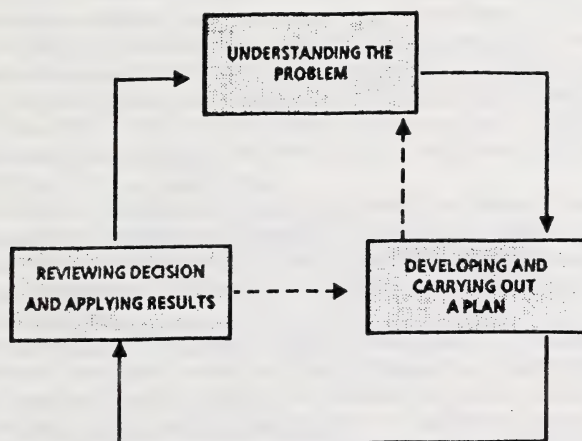 UNDERSTANDING THE
PROBLEM
REVIEWING DECISION
AND APPLYING RESULTS
DEVELOPING AND
CARRYING OUT
A PLAN